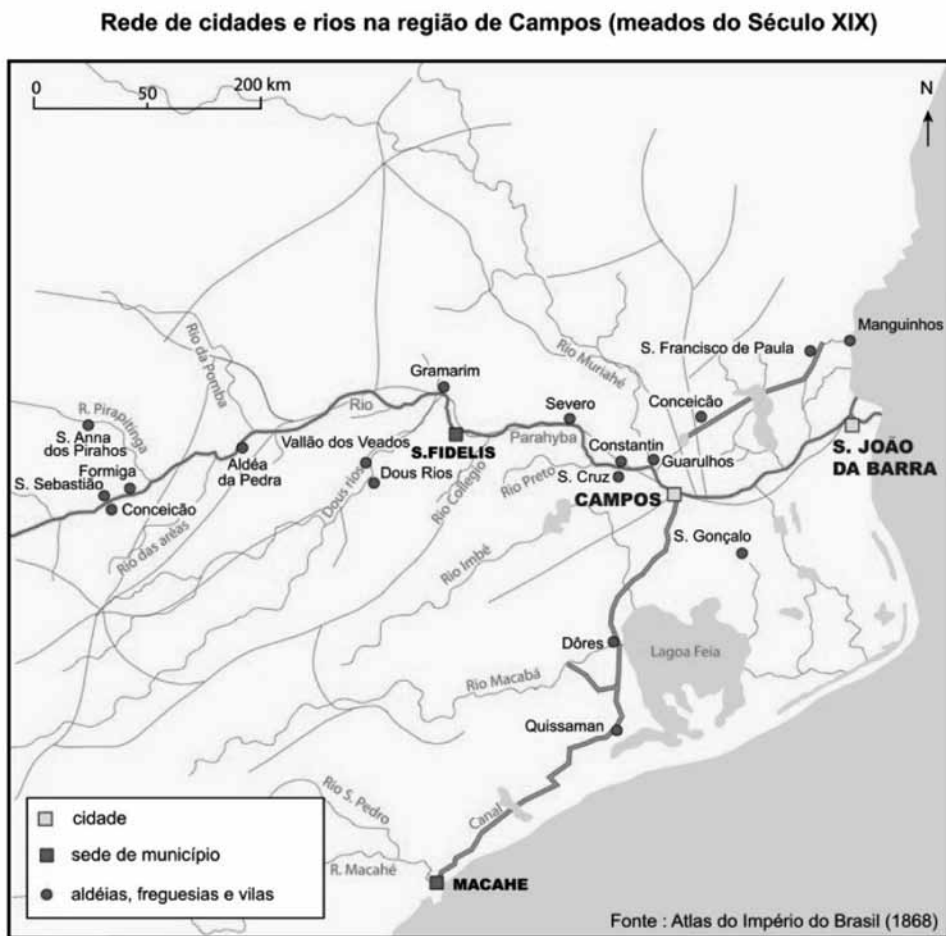 Rede de cidades e rios na região de Campos (meados do Século XIX)
0 50 200 km
N
Manguinhos
S. Francisco de Paula
Rio Muriahé
Rio da Pomba
Gramarim
Conceicão
Severo
R. Pirapitinga
Rio
Parahyba
S. Anna
dos Pirahos
Vallão dos Veados
S.FIDELIS
Constantin
Guarulhos
S. JOÃO
DA BARRA
Formiga
Aldéa
da Pedra
Dous Rios
Dous rios
Rio Collegio
Rio Preto
S. Cruz
S. Sebastião
CAMPOS
Conceicão
Rio das aréas
Rio Imbé
S. Gonçalo
Dôres
Lagoa Feia
Rio Macabá
Quissaman
Rio S. Pedro
Canal
R. Macahé
MACAHE
cidade
sede de município
aldéias, freguesias e vilas
Fonte : Atlas do Império do Brasil (1868)